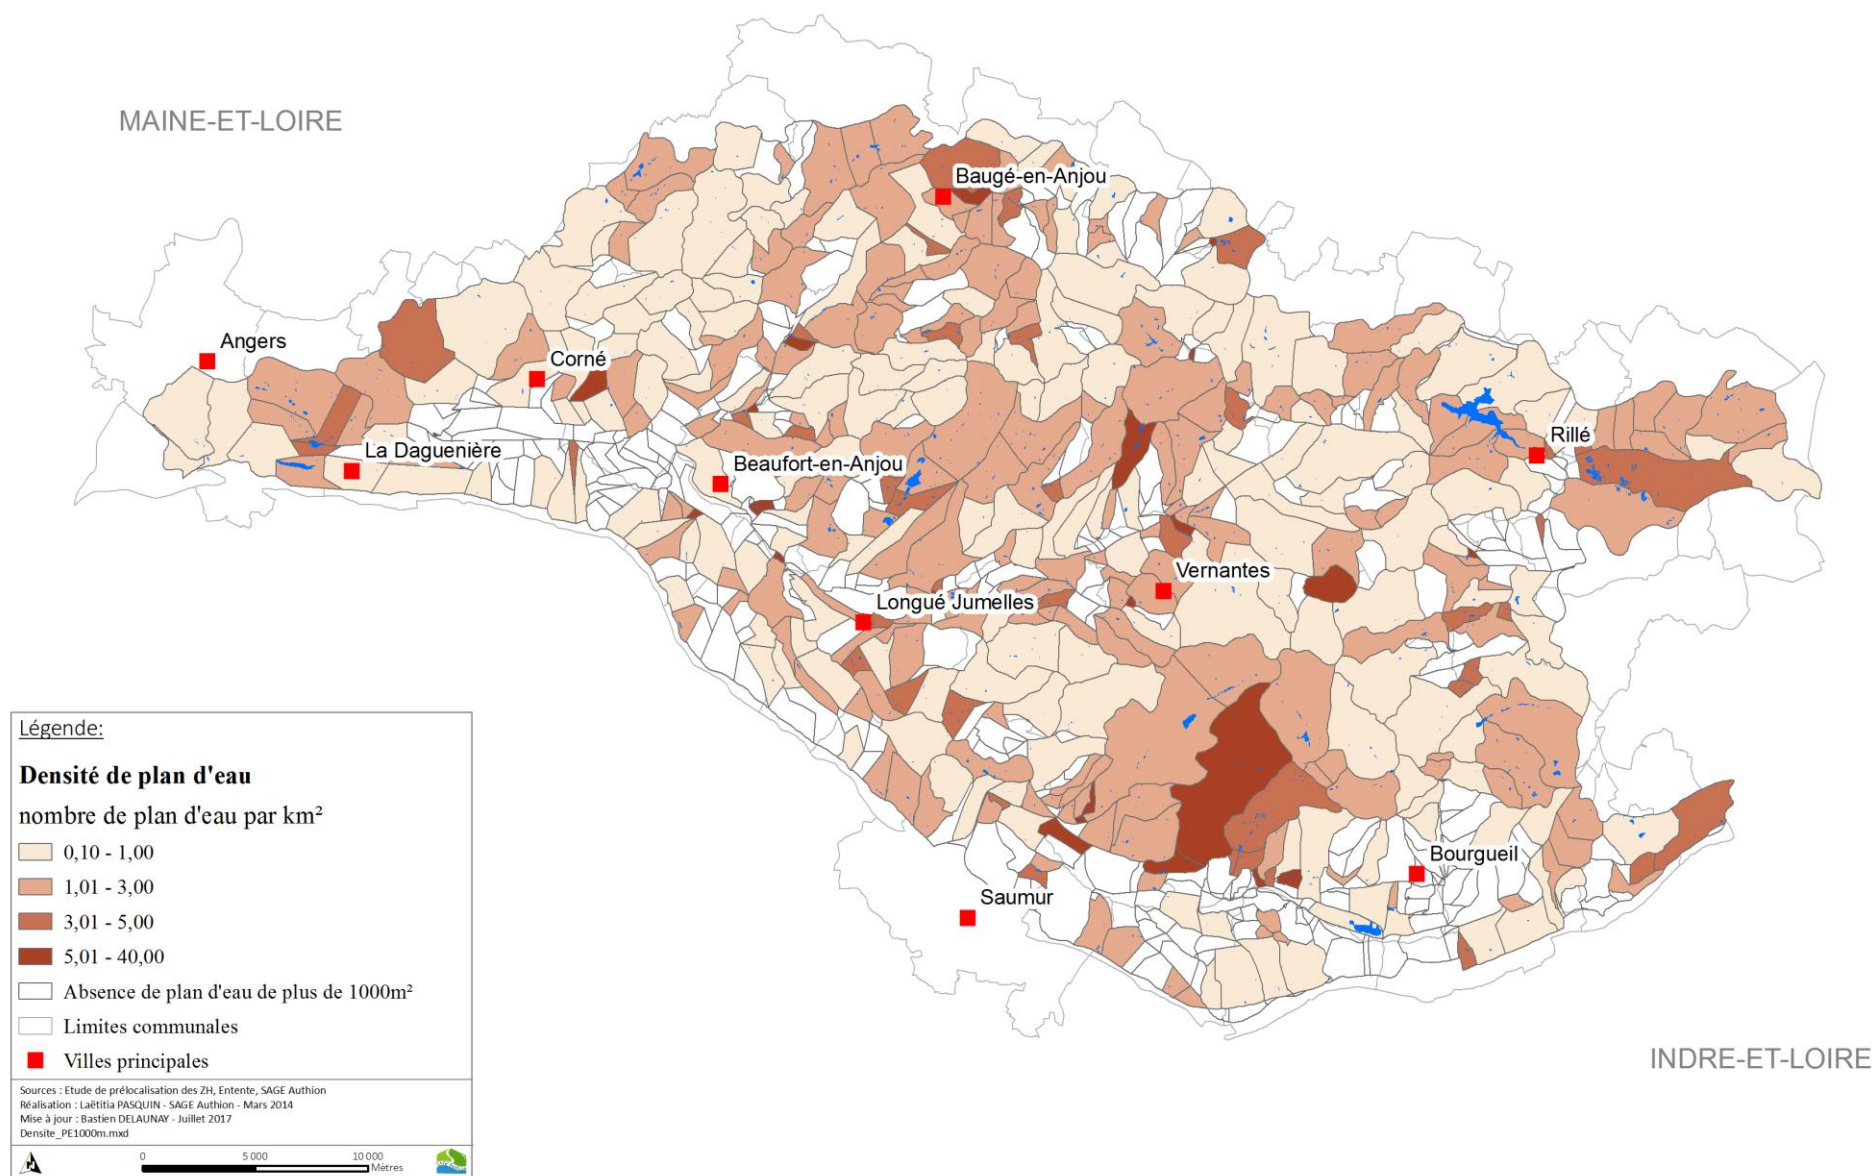 MAINE-ET-LOIRE
Baugé-en-Anjou
Angers
Corné
Rillé
La Daguenière
Beaufort-en-Anjou
Vernantes
Longué Jumelles
Bourgueil
Saumur
INDRE-ET-LOIRE
Légende:
Densité de plan d'eau
nombre de plan d'eau par km²
0,10 - 1,00
1,01 - 3,00
3,01 - 5,00
5,01 - 40,00
Absence de plan d'eau de plus de 1000m²
Limites communales
Villes principales
Sources : Etude de prélocalisation des ZH, Entente, SAGE Authion
Réalisation : Laëtitia PASQUIN - SAGE Authion - Mars 2014
Mise à jour : Bastien DELAUNAY - Juillet 2017
Densite_PE1000m.mxd
0 5 000 10 000
Mètres